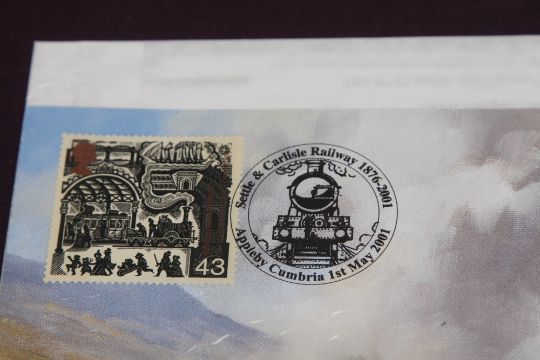 43
Settle & Carlisle Railway 1876-2001
Appleby Cumbria 1st May 2001